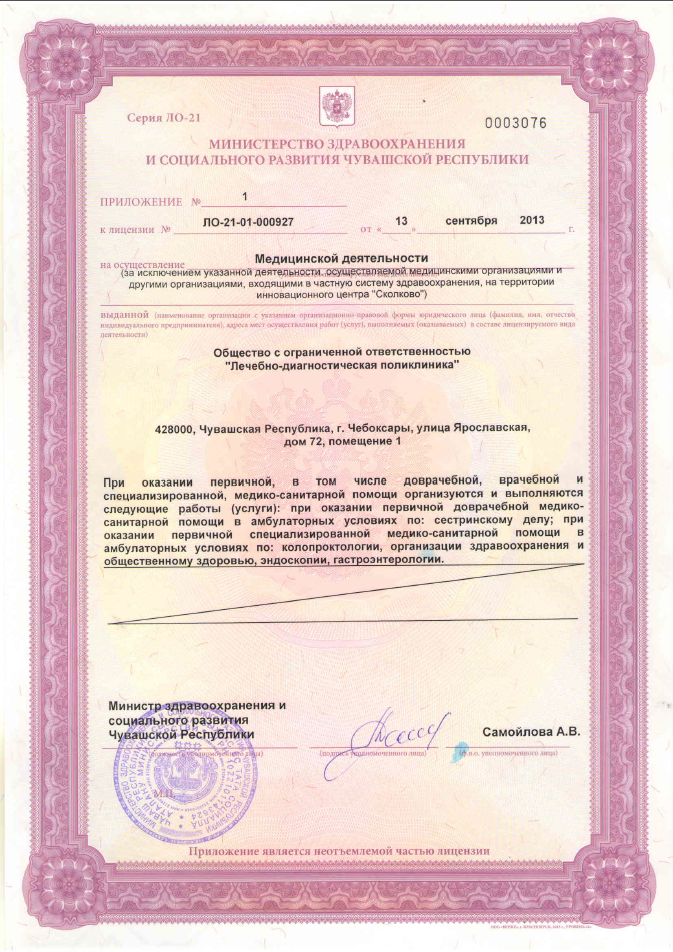 Серия ЛО-21
0003076
МИНИСТЕРСТВО ЗДРАВООХРАНЕНИЯ
И СОЦИАЛЬНОГО РАЗВИТИЯ ЧУВАШСКОЙ РЕСПУБЛИКИ
ПРИЛОЖЕНИЕ № 1
к лицензии № ЛО-21-01-000927 от « 13 » сентября 2013 г.
на осуществление Медицинской деятельности
(за исключением указанной деятельности, осуществляемой медицинскими организациями и
другими организациями, входящими в частную систему здравоохранения, на территории
инновационного центра "Сколково")
выданной (наименование организации с указанием организационно-правовой формы юридического лица (фамилия, имя, отчество
индивидуального предпринимателя), адреса мест осуществления работ (услуг), выполняемых (оказываемых) в составе лицензируемого вида
деятельности)
Общество с ограниченной ответственностью
"Лечебно-диагностическая поликлиника"
428000, Чувашская Республика, г. Чебоксары, улица Ярославская,
дом 72, помещение 1
При оказании первичной, в том числе доврачебной, врачебной и
специализированной, медико-санитарной помощи организуются и выполняются
следующие работы (услуги): при оказании первичной доврачебной медико-
санитарной помощи в амбулаторных условиях по: сестринскому делу; при
оказании первичной специализированной медико-санитарной помощи в
амбулаторных условиях по: колопроктологии, организации здравоохранения и
общественному здоровью, эндоскопии, гастроэнтерологии.
Министр здравоохранения и
социального развития
Чувашской Республики
Самойлова А.В.
(подпись уполномоченного лица)
(ф.и.о. уполномоченного лица)
М.П.
Приложение является неотъемлемой частью лицензии